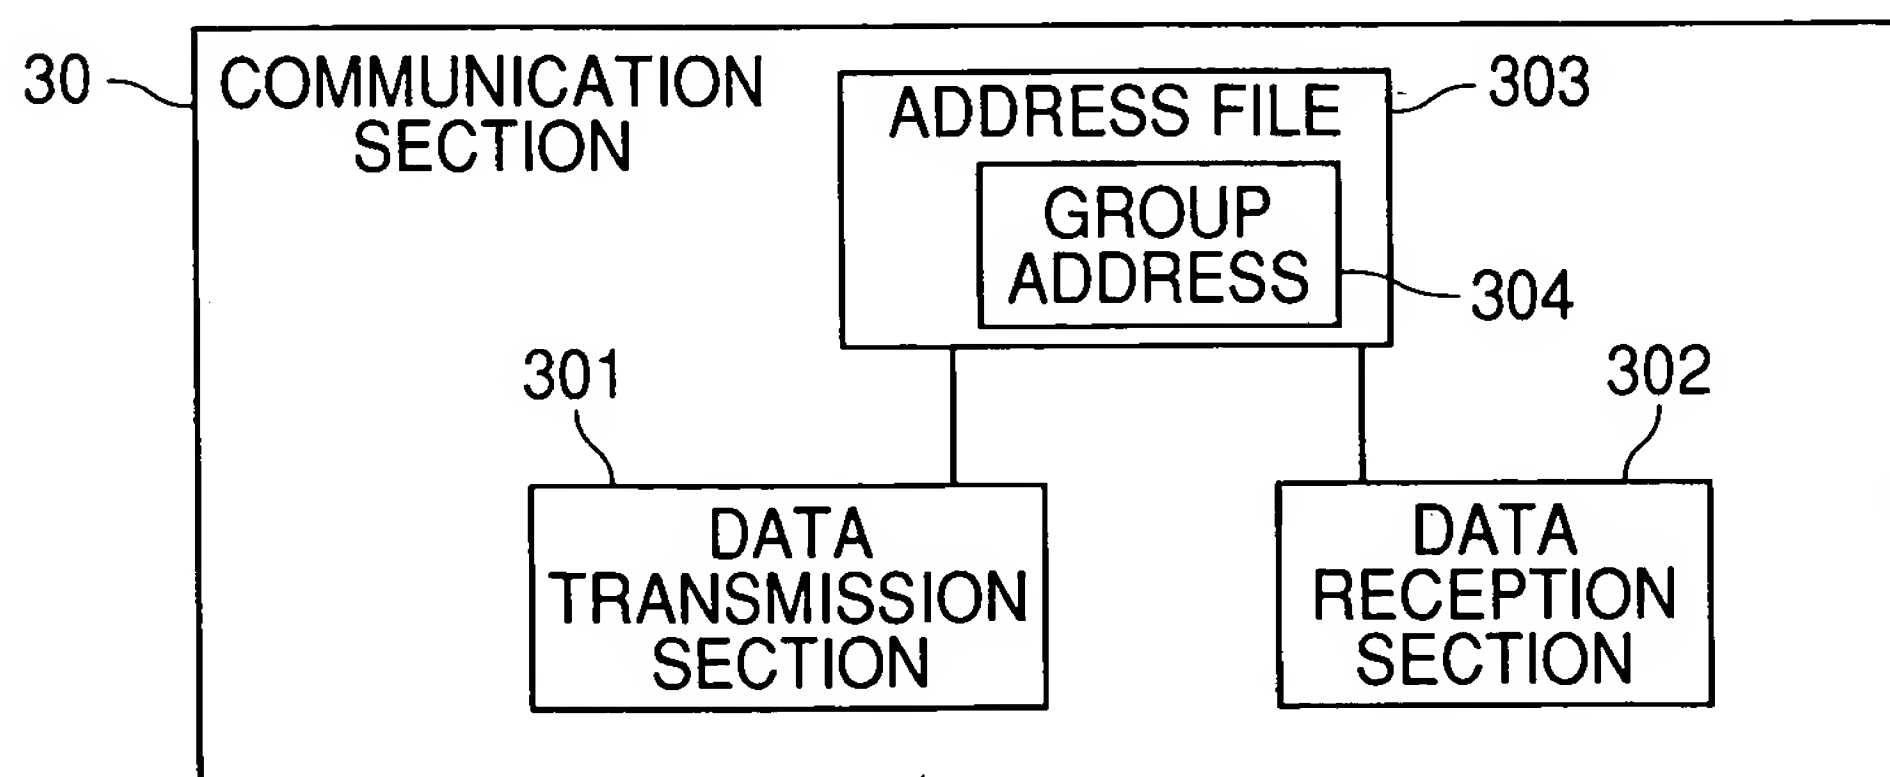 30
COMMUNICATION
SECTION
ADDRESS FILE
303
GROUP
ADDRESS
304
301
302
DATA
TRANSMISSION
SECTION
DATA
RECEPTION
SECTION